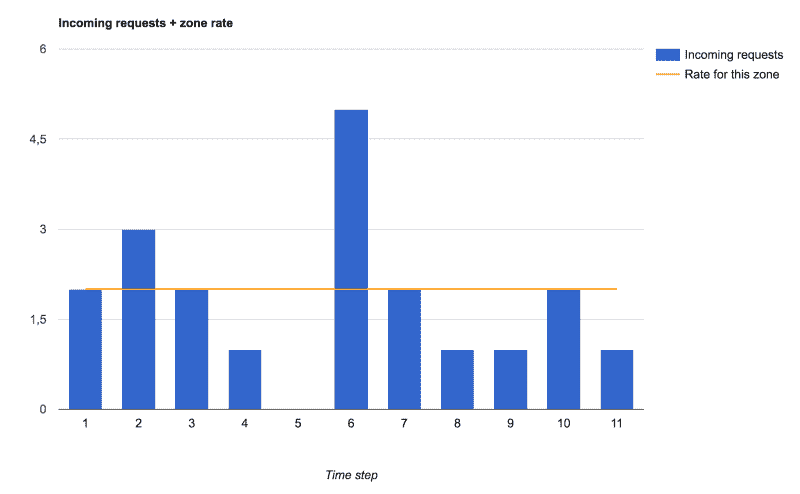 Incoming requests + zone rate
6
4,5
3
1,5
0
1 2 3 4 5 6 7 8 9 10 11
Time step
Incoming requests
Rate for this zone